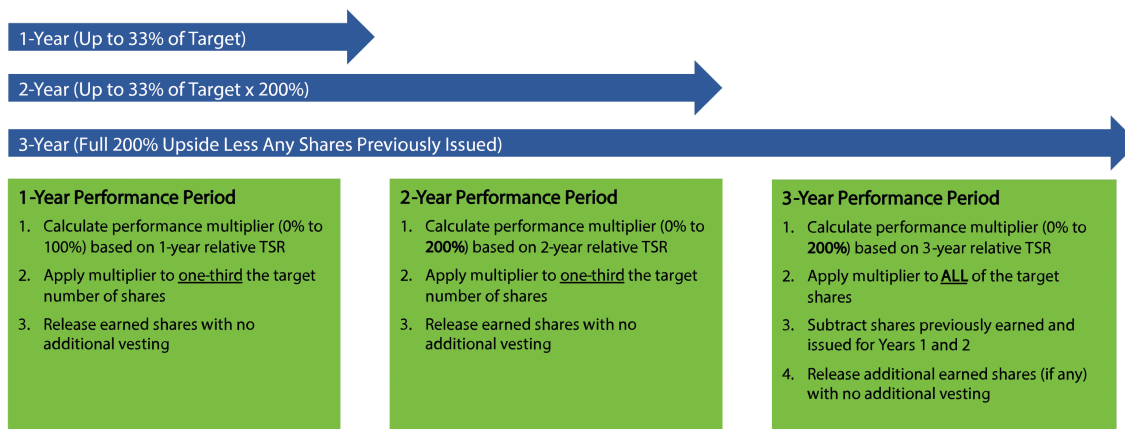 1-Year (Up to 33% of Target)
2-Year (Up to 33% of Target x 200%)
3-Year (Full 200% Upside Less Any Shares Previously Issued)
1-Year Performance Period
1. Calculate performance multiplier (0% to
100%) based on 1-year relative TSR
2. Apply multiplier to one-third the target
number of shares
3. Release earned shares with no
additional vesting
2-Year Performance Period
1. Calculate performance multiplier (0% to
200%) based on 2-year relative TSR
2. Apply multiplier to one-third the target
number of shares
3. Release earned shares with no
additional vesting
3-Year Performance Period
1. Calculate performance multiplier (0% to
200%) based on 3-year relative TSR
2. Apply multiplier to ALL of the target
shares
3. Subtract shares previously earned and
issued for Years 1 and 2
4. Release additional earned shares (if any)
with no additional vesting